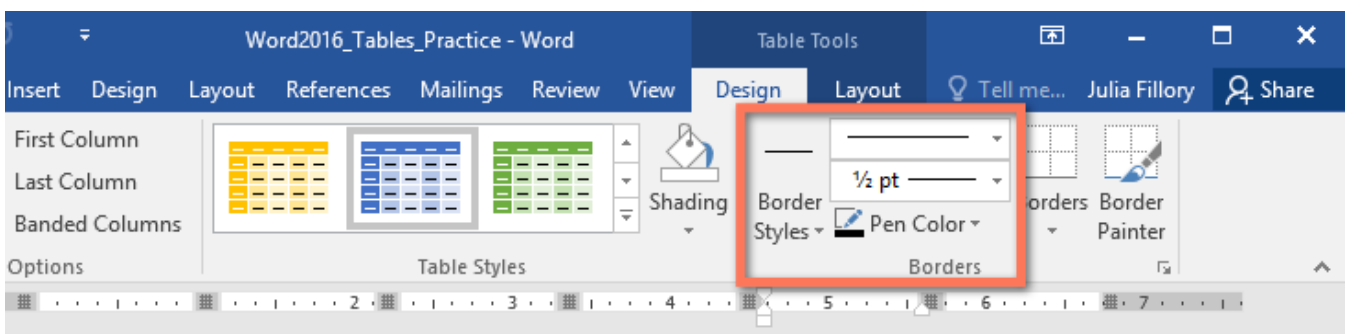 Word2016_Tables_Practice - Word
Table Tools
Insert Design Layout References Mailings Review View Design Layout Tell me... Julia Fillory Share
First Column
Last Column
Banded Columns
Options
Table Styles
Shading
Border
Styles
½ pt
Pen Color
Borders
Border
Painter
2 3 4 5 6 7